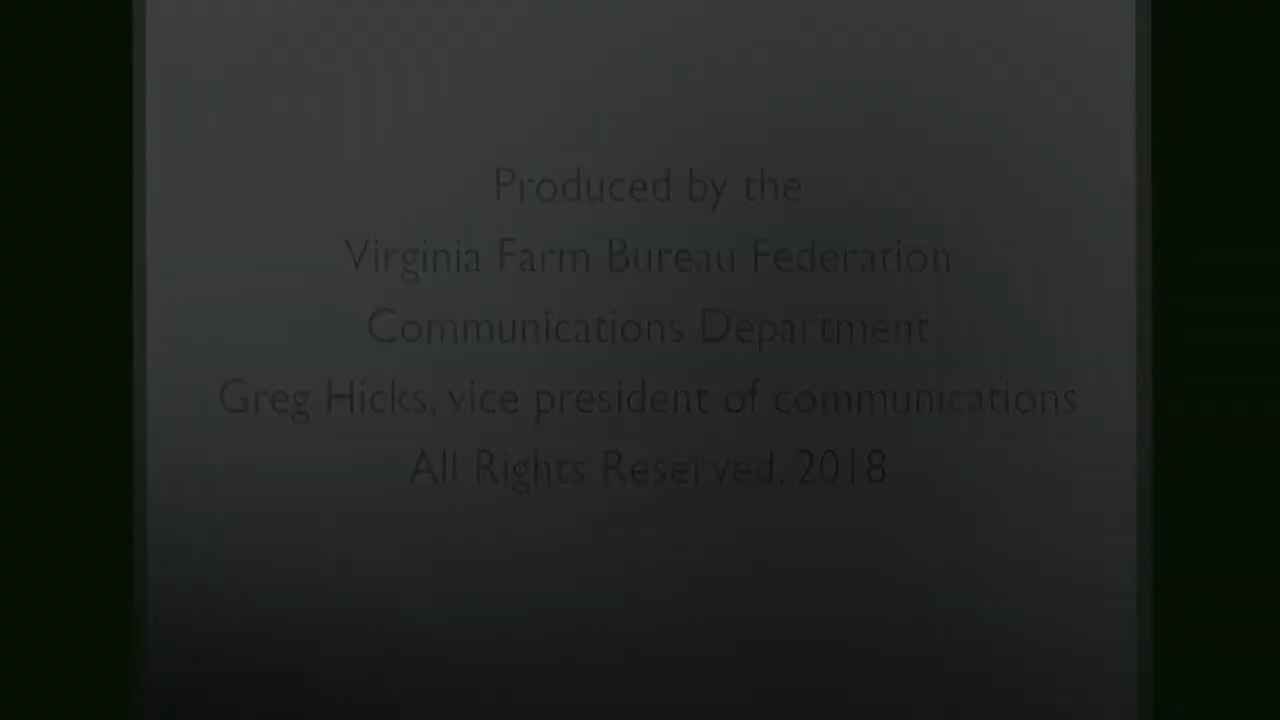 Produced by the
Virginia Farm Bureau Federation
Communications Department
Greg Hicks, vice president of communications
All Rights Reserved. 2018